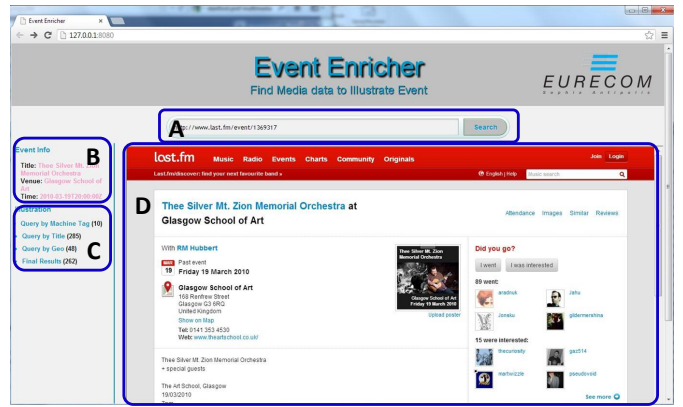 Event Enricher
127.0.0.1:8080
Event Enricher
Find Media data to Illustrate Event
EURECOM
Sophia Antipolis
A
http://www.last.fm/event/1369317
Search
Event Info
B
Title: Thee Silver Mt. Zion
Memorial Orchestra
Venue: Glasgow School of
Art
Time: 2010-03-19T20:00:00Z
Illustration
Query by Machine Tag (10)
Query by Title (285)
Query by Geo (48)
Final Results (262)
C
D
last.fm
Music Radio Events Charts Community Originals
Join Login
Last.fm/discover: find your next favourite band »
English | Help
Music search
Thee Silver Mt. Zion Memorial Orchestra at
Glasgow School of Art
Attendance Images Similar Reviews
With RM Hubbert
Past event
MAR
19
Friday 19 March 2010
Glasgow School of Art
168 Renfrew Street
Glasgow G3 6RQ
United Kingdom
Show on Map
Tel: 0141 353 4530
Web: www.theartschool.co.uk/
Thee Silver Mt. Zion
Memorial Orchestra
Glasgow School of Art
Friday 19 March 2010
Upload poster
Thee Silver Mt. Zion Memorial Orchestra
+ special guests
The Art School, Glasgow
19/03/2010
7pm
Did you go?
I went
I was interested
89 went:
aradnuk
Jahu
Jonsku
gildermershina
15 were interested:
thecuriosity
gaz514
martwizzle
pseudovoid
See more